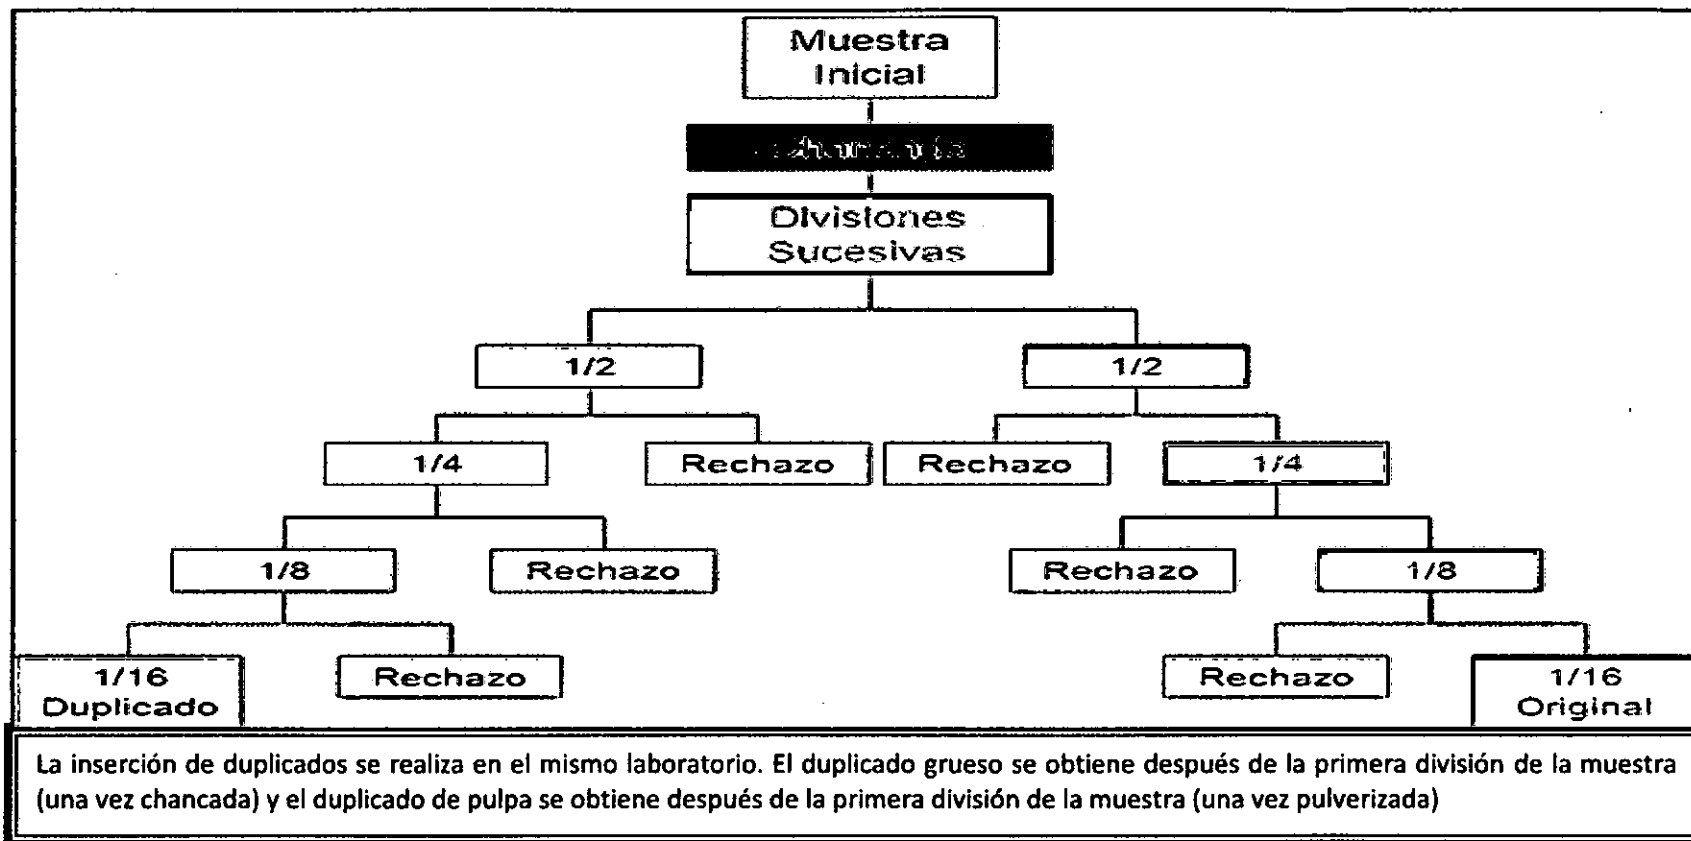 Muestra
Inicial
Divisiones
Sucesivas
1/2
1/2
1/4
Rechazo
Rechazo
1/4
1/8
Rechazo
Rechazo
1/8
1/16
Duplicado
Rechazo
Rechazo
1/16
Original
La inserción de duplicados se realiza en el mismo laboratorio. El duplicado grueso se obtiene después de la primera división de la muestra
(una vez chancada) y el duplicado de pulpa se obtiene después de la primera división de la muestra (una vez pulverizada)